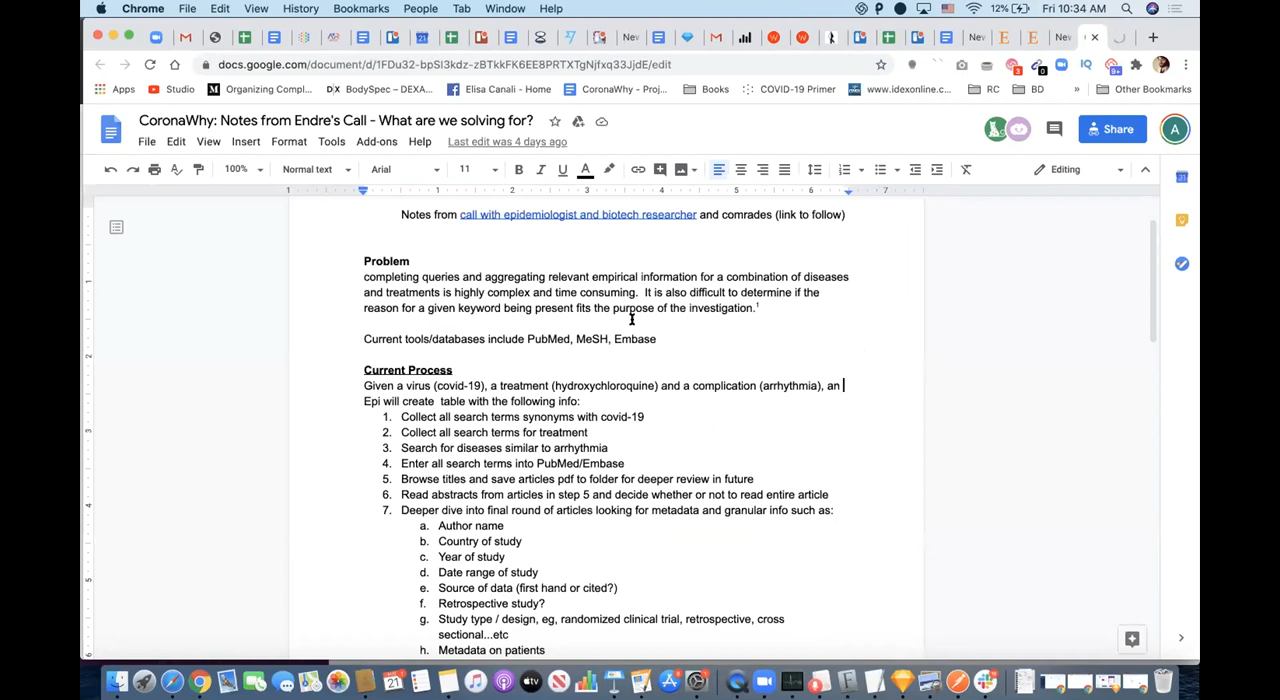 Chrome File Edit View History Bookmarks People Tab Window Help 12% Fri 10:34 AM
New New New
docs.google.com/document/d/1FDu32-bpSI3kdz-zBTkkFK6EE8PRTXTgNjfxq33JjdE/edit
Apps Studio Organizing Compl... BodySpec – DEXA... Elisa Canali - Home CoronaWhy - Proj... Books COVID-19 Primer www.idexonline.c... RC BD » Other Bookmarks
CoronaWhy: Notes from Endre's Call - What are we solving for?
Share
A
File Edit View Insert Format Tools Add-ons Help Last edit was 4 days ago
100% Normal text Arial 11 B I U A Editing
1 1 2 3 4 5 6 7
Notes from call with epidemiologist and biotech researcher and comrades (link to follow)
Problem
completing queries and aggregating relevant empirical information for a combination of diseases
and treatments is highly complex and time consuming. It is also difficult to determine if the
reason for a given keyword being present fits the purpose of the investigation.1
Current tools/databases include PubMed, MeSH, Embase
Current Process
Given a virus (covid-19), a treatment (hydroxychloroquine) and a complication (arrhythmia), an
Epi will create table with the following info:
1. Collect all search terms synonyms with covid-19
2. Collect all search terms for treatment
3. Search for diseases similar to arrhythmia
4. Enter all search terms into PubMed/Embase
5. Browse titles and save articles pdf to folder for deeper review in future
6. Read abstracts from articles in step 5 and decide whether or not to read entire article
7. Deeper dive into final round of articles looking for metadata and granular info such as:
a. Author name
b. Country of study
c. Year of study
d. Date range of study
e. Source of data (first hand or cited?)
f. Retrospective study?
g. Study type / design, eg, randomized clinical trial, retrospective, cross
sectional...etc
h. Metadata on patients